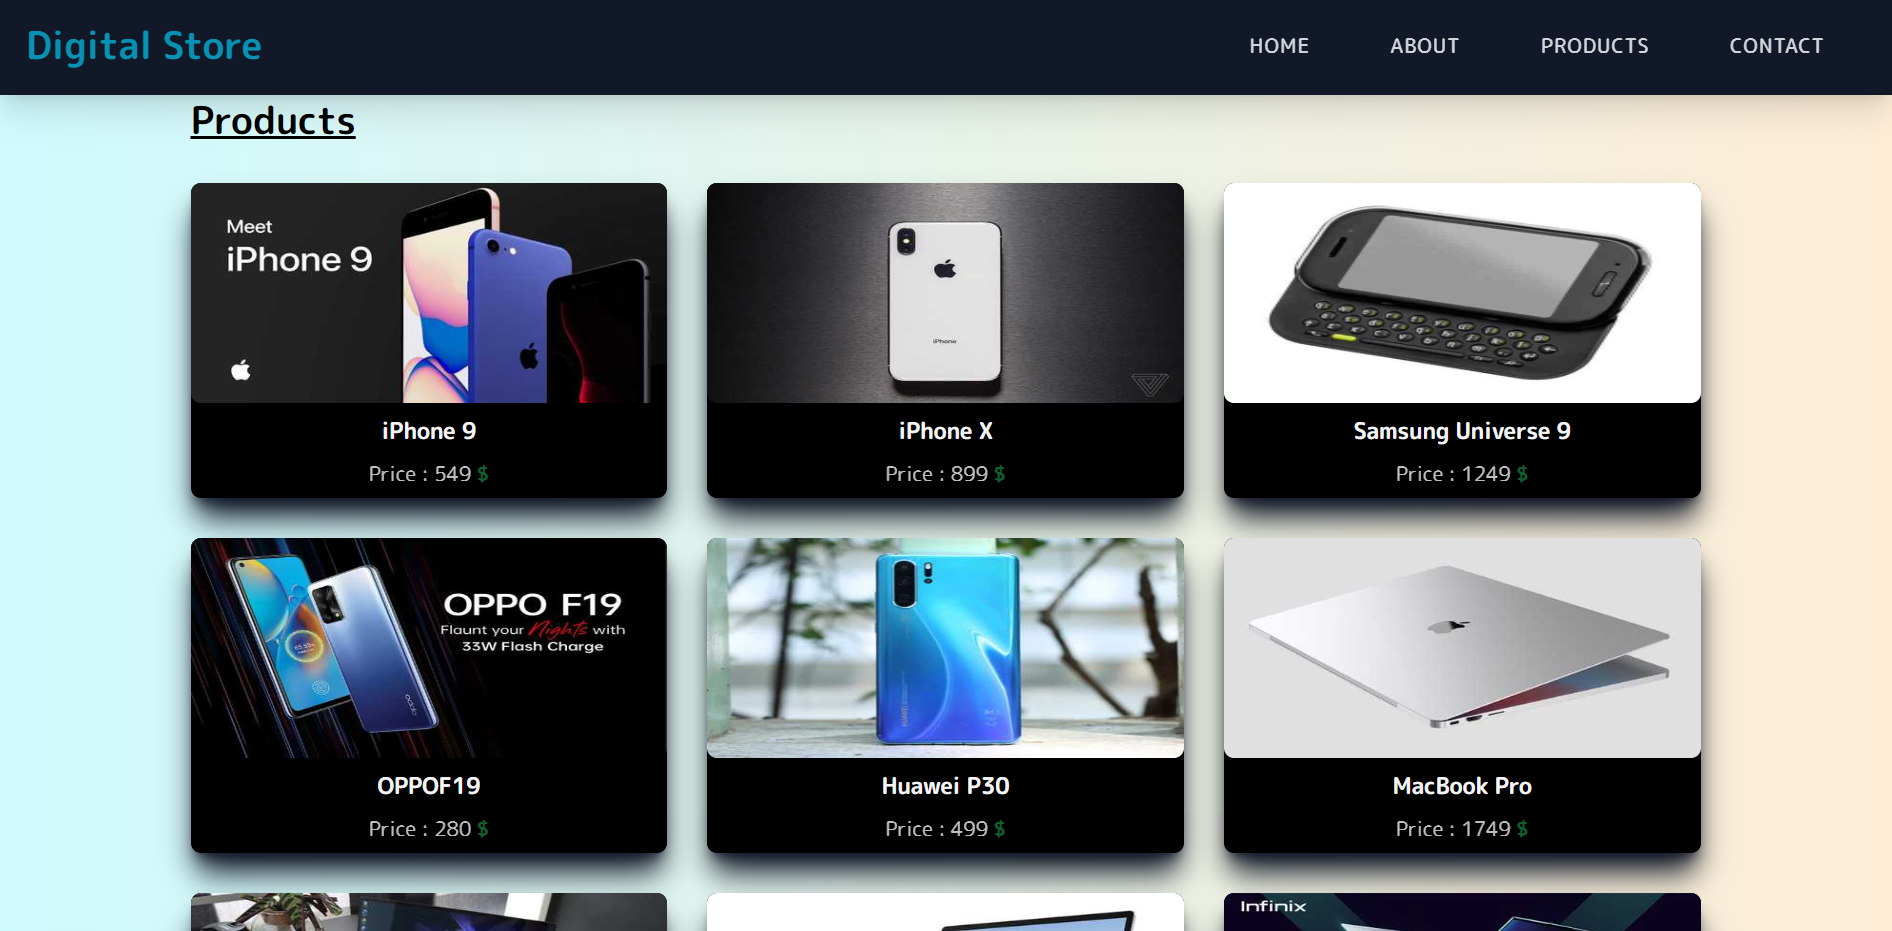 Digital Store
HOME ABOUT PRODUCTS CONTACT
Products
Meet
iPhone 9
iPhone
iPhone 9
Price : 549 $
iPhone X
Price : 899 $
Samsung Universe 9
Price : 1249 $
OPPO F19
Flaunt your Nights with
33W Flash Charge
oppo
HUAWEI
OPPOF19
Price : 280 $
Huawei P30
Price : 499 $
MacBook Pro
Price : 1749 $
Infinix